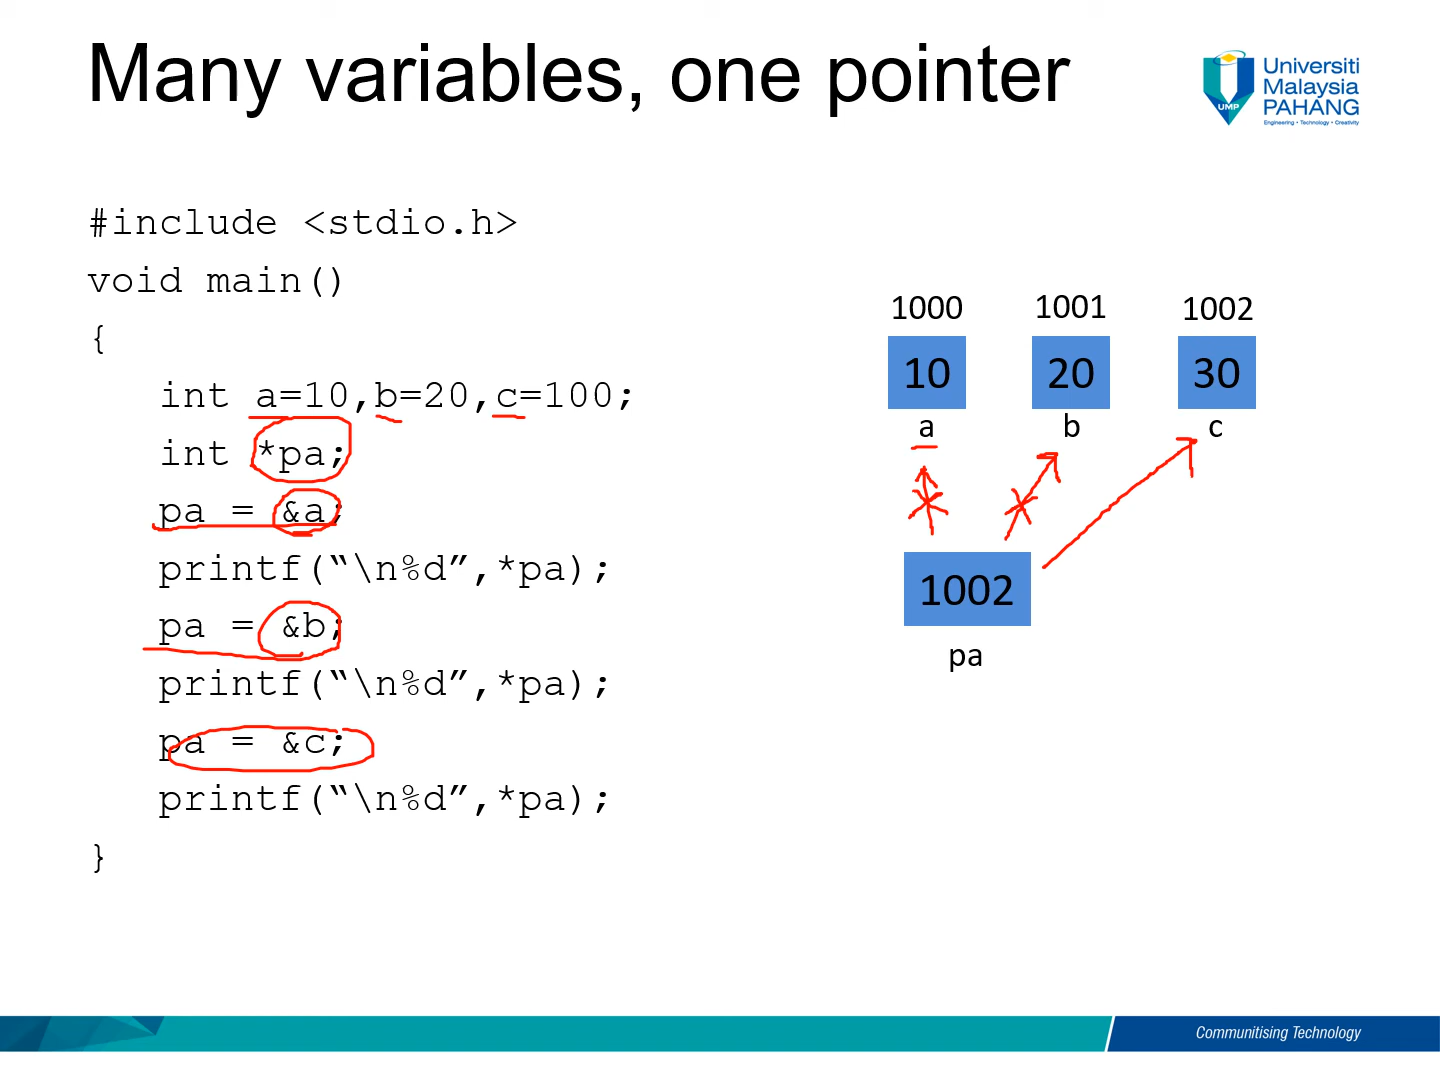 Many variables, one pointer
Universiti
Malaysia
PAHANG
Engineering • Technology • Creativity
UMP
#include <stdio.h>
void main()
{
int a=10,b=20,c=100;
int *pa;
pa = &a;
printf(“\n%d”,*pa);
pa = &b;
printf(“\n%d”,*pa);
pa = &c;
printf(“\n%d”,*pa);
}
1000 1001 1002
10 20 30
a b c
1002
pa
Communitising Technology